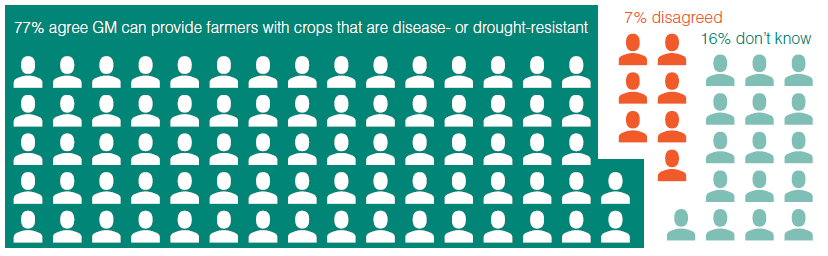 77% agree GM can provide farmers with crops that are disease- or drought-resistant
7% disagreed
16% don't know